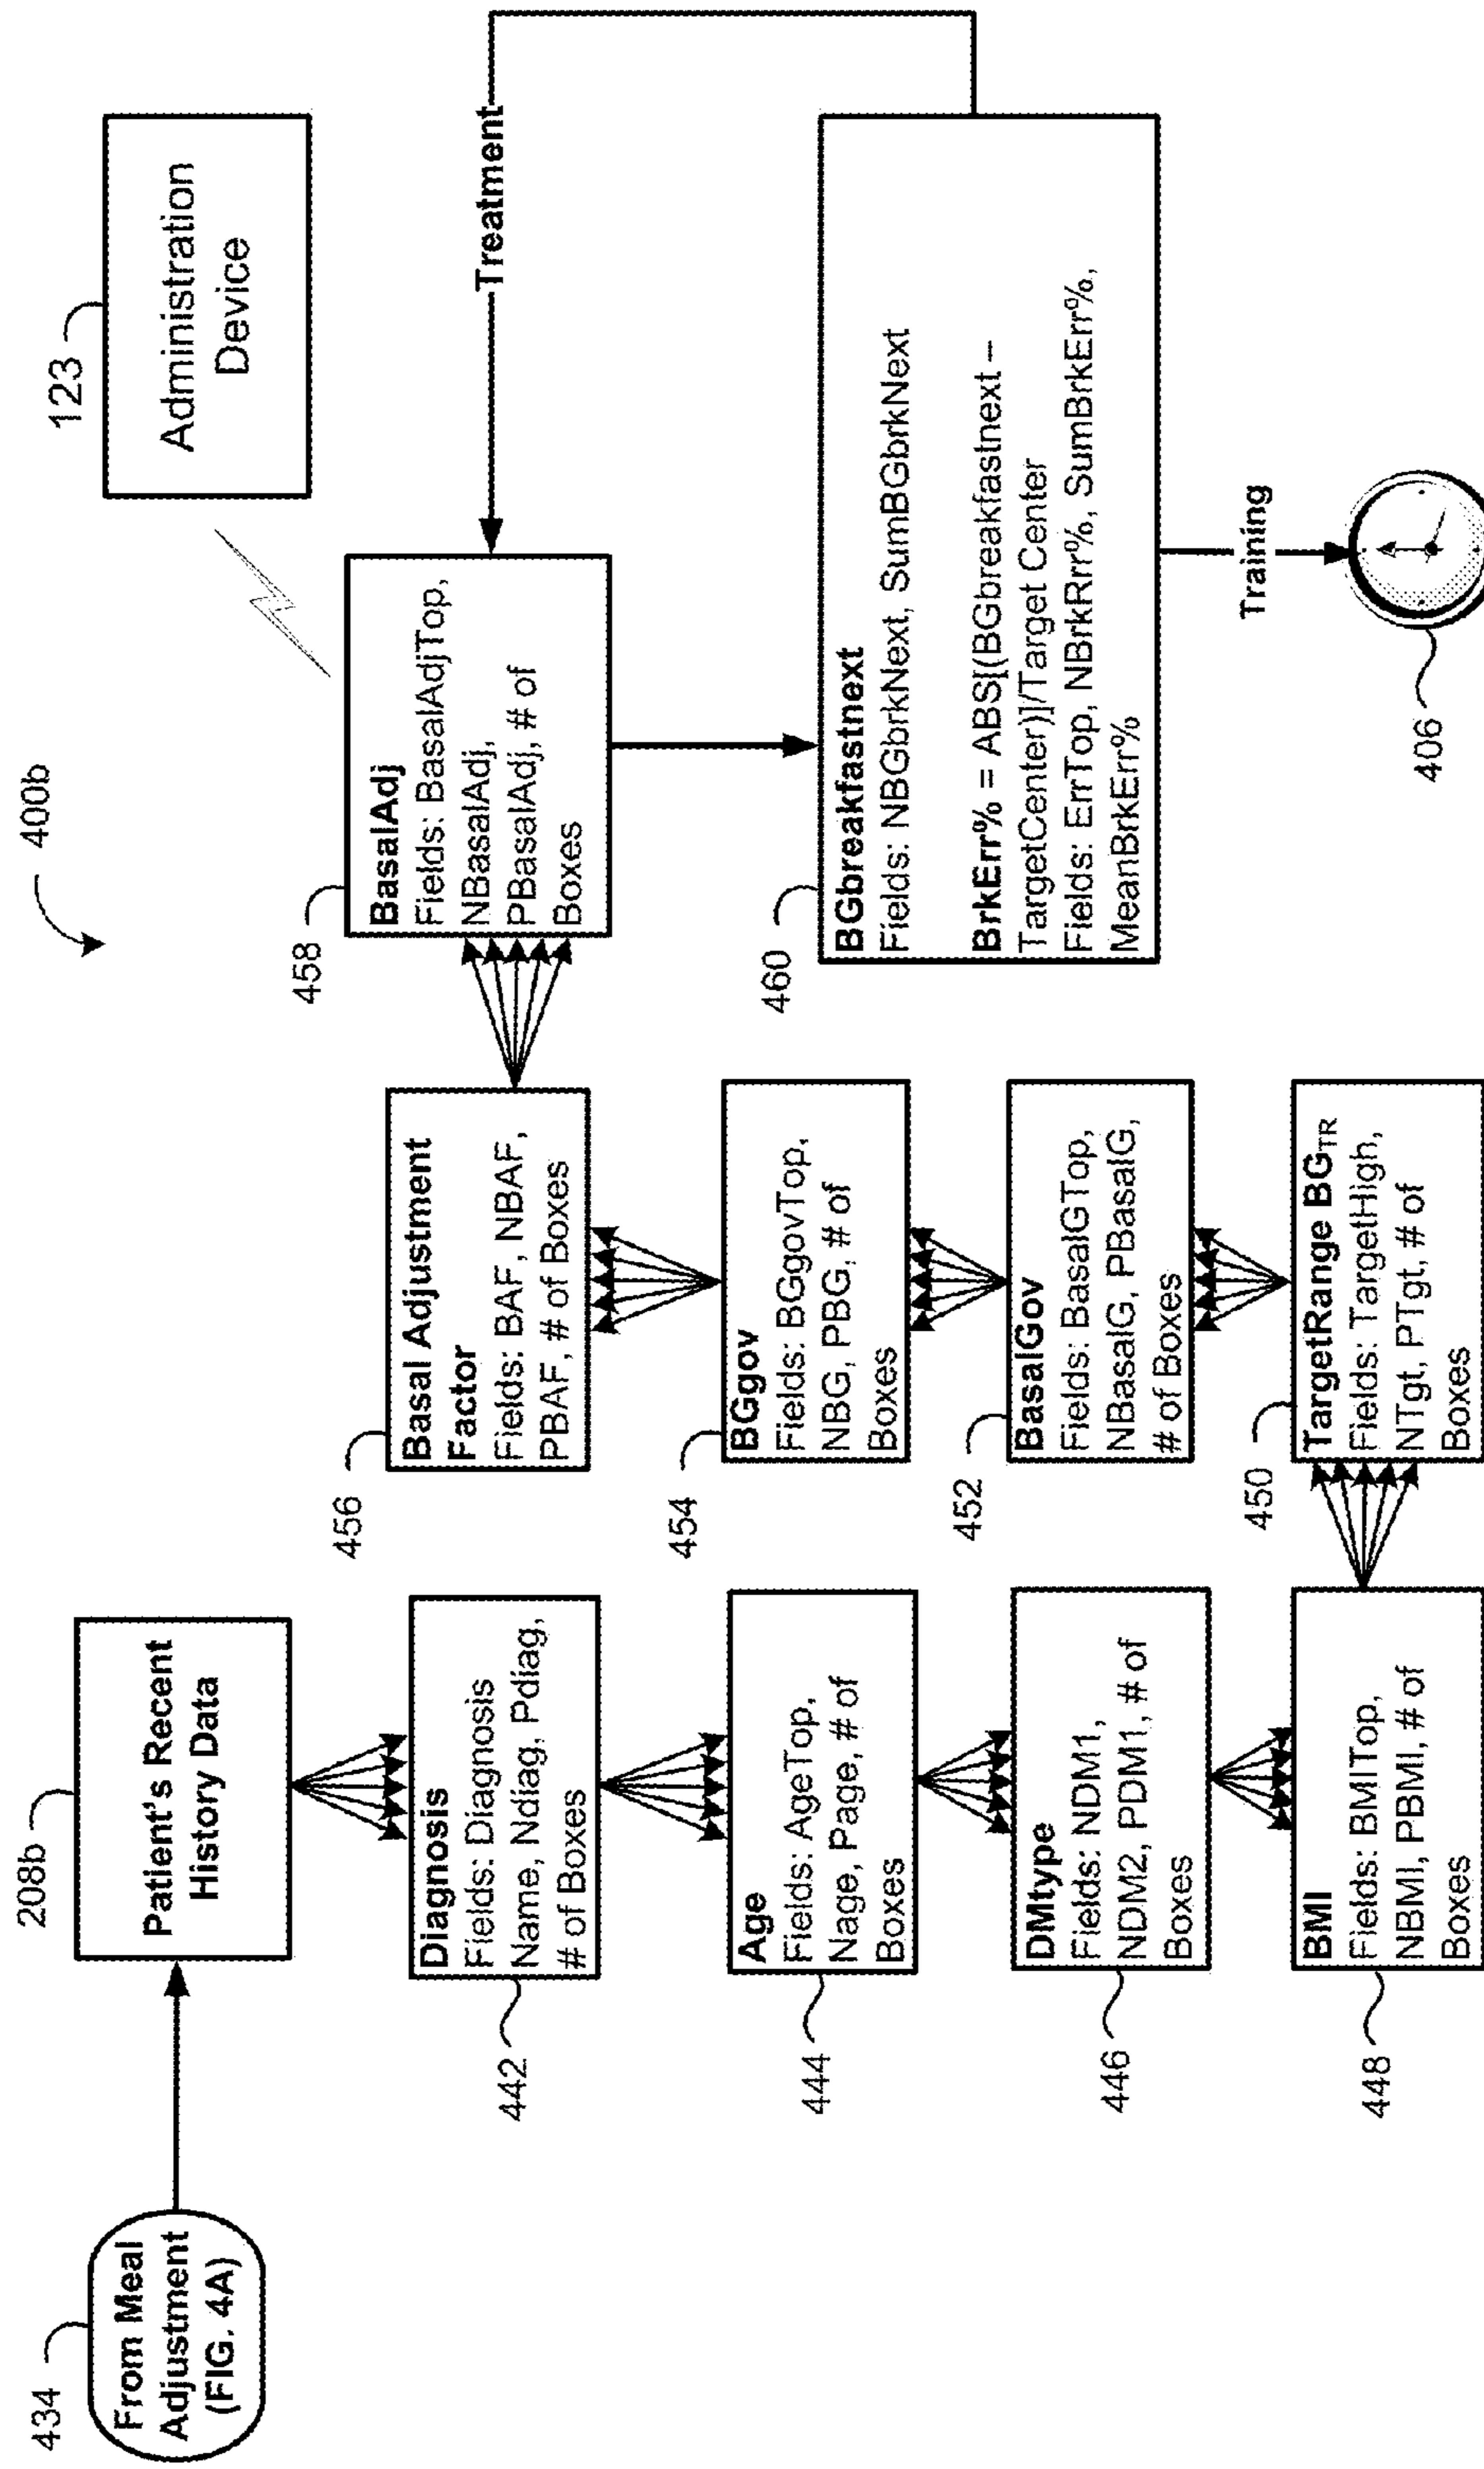 400b
434
From Meal
Adjustment
(FIG. 4A)
208b
Patient's Recent
History Data
442
Diagnosis
Fields: Diagnosis
Name, Ndiag, Pdiag,
# of Boxes
444
Age
Fields: AgeTop,
Nage, Page, # of
Boxes
446
DMtype
Fields: NDM1,
NDM2, PDM1, # of
Boxes
448
BMI
Fields: BMITop,
NBMI, PBMI, # of
Boxes
450
TargetRange BGTR
Fields: TargetHigh,
NTgt, PTgt, # of
Boxes
452
BasalGov
Fields: BasalGTop,
NBasalG, PBasalG,
# of Boxes
454
BGgov
Fields: BGgovTop,
NBG, PBG, # of
Boxes
456
Basal Adjustment
Factor
Fields: BAF, NBAF,
PBAF, # of Boxes
458
BasalAdj
Fields: BasalAdjTop,
NBasalAdj,
PBasalAdj, # of
Boxes
123
Administration
Device
Treatment
460
BGbreakfastnext
Fields: NBGbrkNext, SumBGbrkNext
BrkErr% = ABS[(BGbreakfastnext –
TargetCenter)]/Target Center
Fields: ErrTop, NBrkRrr%, SumBrkErr%,
MeanBrkErr%
Training
406